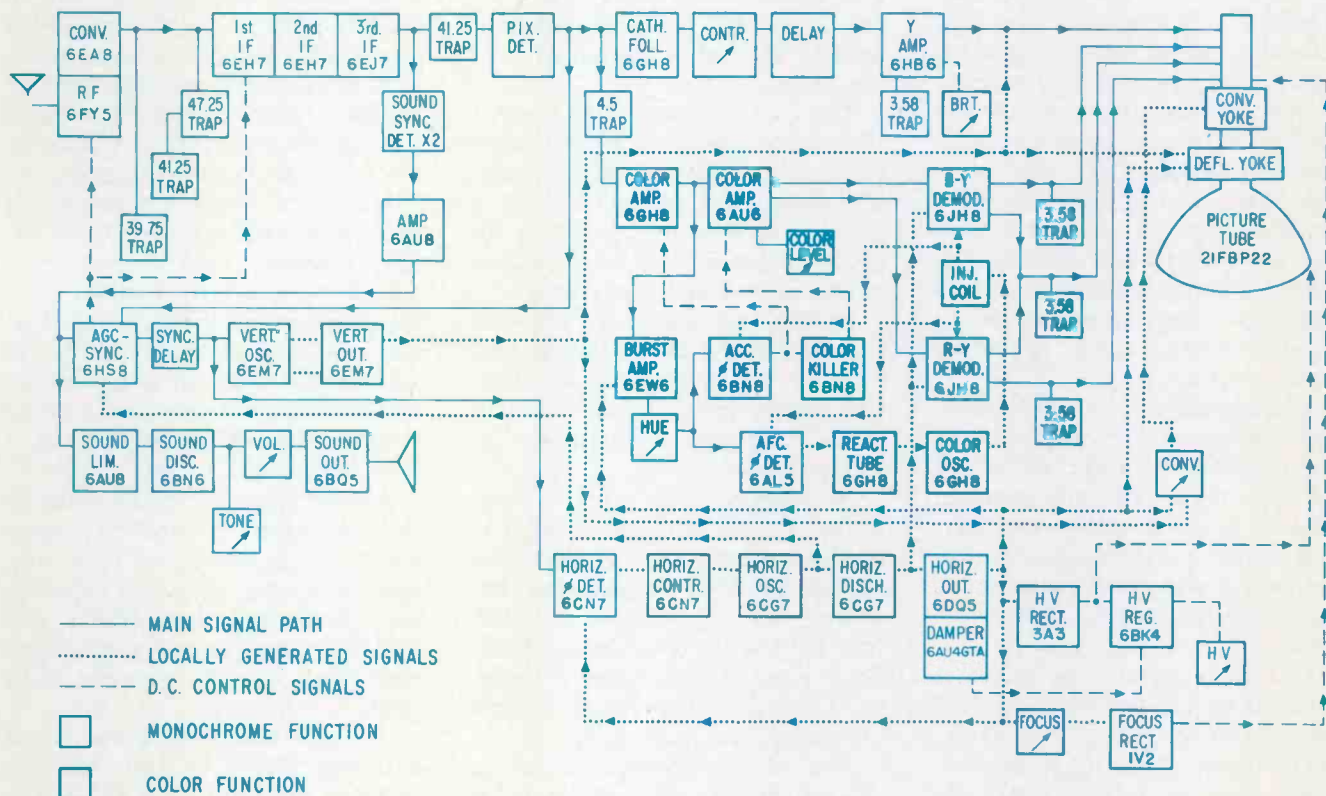 CONV.
6EA8
RF
6FY5
1st
IF
6EH7
2nd
IF
6EH7
3rd.
IF
6EJ7
41.25
TRAP
PIX.
DET.
CATH.
FOLL.
6GH8
CONTR.
DELAY
Y
AMP.
6HB6
47.25
TRAP
41.25
TRAP
39.75
TRAP
SOUND
SYNC
DET. X2
4.5
TRAP
3.58
TRAP
BRT.
CONV.
YOKE
DEFL. YOKE
PICTURE
TUBE
21FBP22
AMP
6AU8
COLOR
AMP.
6GH8
COLOR
AMP.
6AU6
COLOR
LEVEL
B-Y
DEMOD.
6JH8
3.58
TRAP
INJ.
COIL
3.58
TRAP
AGC-
SYNC.
6HS8
SYNC.
DELAY
VERT.
OSC.
6EM7
VERT.
OUT.
6EM7
BURST
AMP.
6EW6
ACC.
ø DET.
6BN8
COLOR
KILLER
6BN8
R-Y
DEMOD.
6JH8
3.58
TRAP
SOUND
LIM.
6AU8
SOUND
DISC.
6BN6
VOL.
SOUND
OUT.
6BQ5
TONE
HUE
AFC.
ø DET.
6AL5
REACT.
TUBE
6GH8
COLOR
OSC.
6GH8
CONV.
HORIZ.
ø DET.
6CN7
HORIZ.
CONTR.
6CN7
HORIZ.
OSC.
6CG7
HORIZ.
DISCH.
6CG7
HORIZ.
OUT.
6DQ5
DAMPER
6AU4GTA
HV
RECT.
3A3
HV
REG.
6BK4
HV
FOCUS
FOCUS
RECT
1V2
MAIN SIGNAL PATH
LOCALLY GENERATED SIGNALS
D.C. CONTROL SIGNALS
MONOCHROME FUNCTION
COLOR FUNCTION